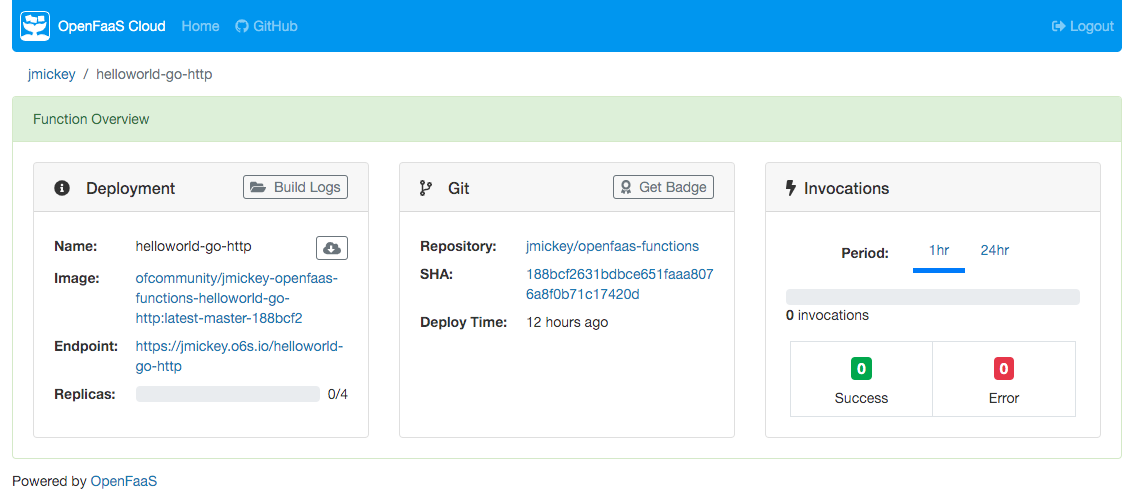 OpenFaaS Cloud Home GitHub Logout
jmickey / helloworld-go-http
Function Overview
Deployment Build Logs
Name: helloworld-go-http
Image: ofcommunity/jmickey-openfaas-
functions-helloworld-go-
http:latest-master-188bcf2
Endpoint: https://jmickey.o6s.io/helloworld-
go-http
Replicas: 0/4
Git Get Badge
Repository: jmickey/openfaas-functions
SHA: 188bcf2631bdbce651faaa807
6a8f0b71c17420d
Deploy Time: 12 hours ago
Invocations
Period: 1hr 24hr
0 invocations
0 0
Success Error
Powered by OpenFaaS